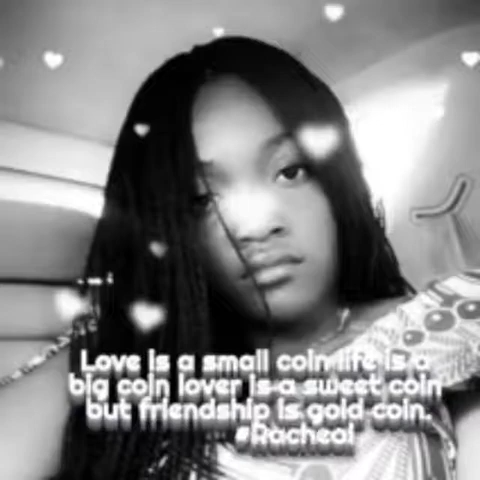 Love is a small coin life is a
big coin lover is a sweet coin
but friendship is gold coin.
#Racheal